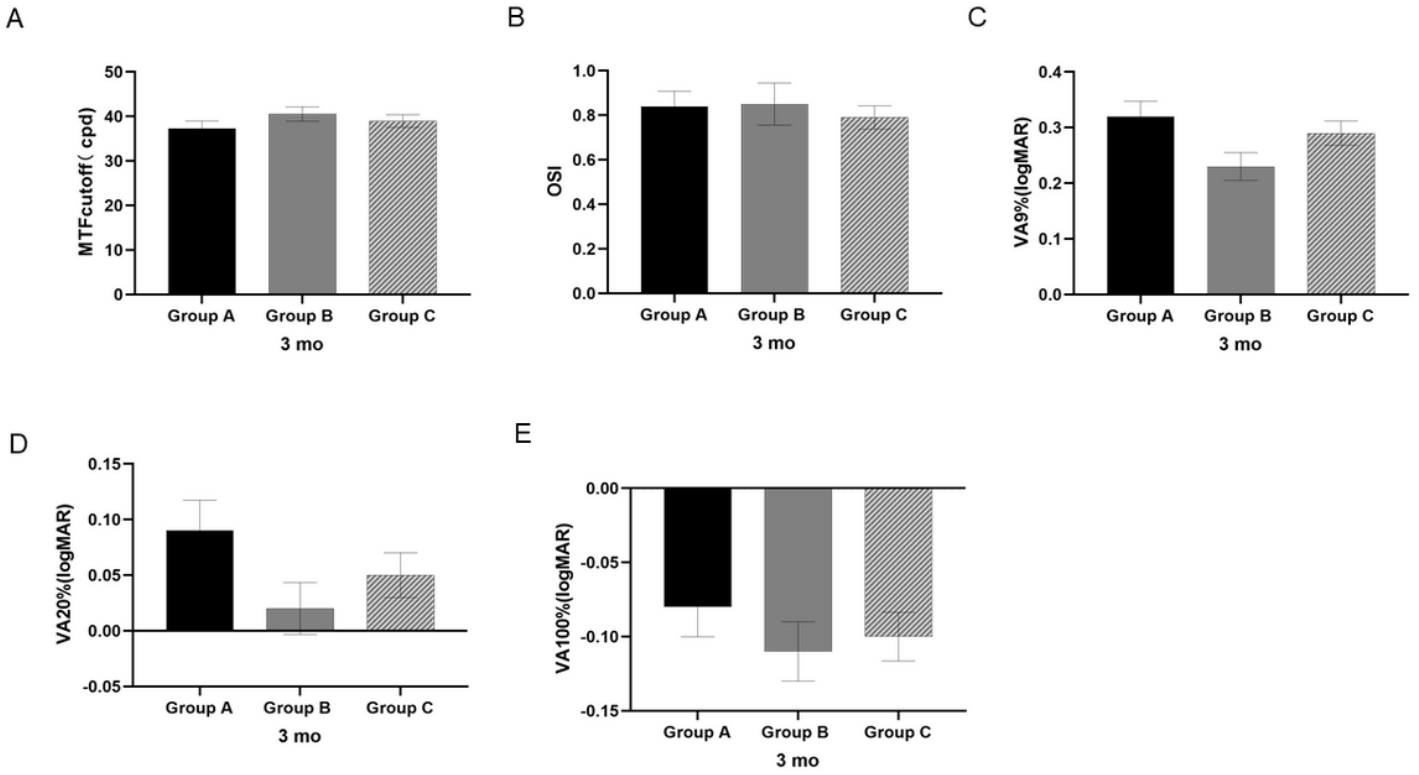 A
MTFcutoff( cpd)
50
40
30
20
10
0
Group A Group B Group C
3 mo
B
OSI
1.0
0.8
0.6
0.4
0.2
0.0
Group A Group B Group C
3 mo
C
VA9%(logMAR)
0.4
0.3
0.2
0.1
0.0
Group A Group B Group C
3 mo
D
VA20%(logMAR)
0.15
0.10
0.05
0.00
-0.05
Group A Group B Group C
3 mo
E
VA100%(logMAR)
0.00
-0.05
-0.10
-0.15
Group A Group B Group C
3 mo